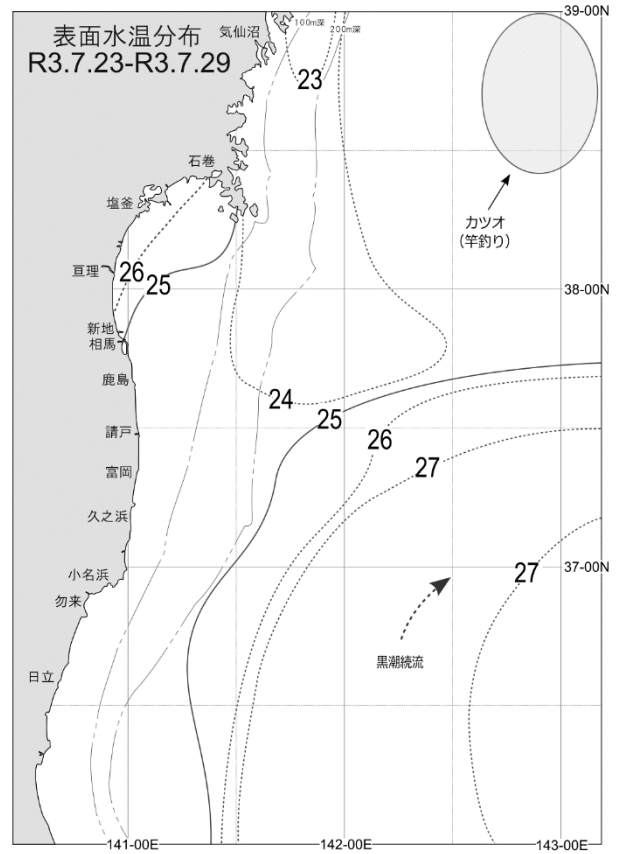 表面水温分布
R3.7.23-R3.7.29
気仙沼
100m深
200m深
39-00N
23
石巻
塩釜
カツオ
(竿釣り)
亘理
26
25
38-00N
新地
相馬
鹿島
24
25
請戸
26
富岡
27
久之浜
小名浜
27
37-00N
勿来
黒潮続流
日立
141-00E
142-00E
143-00E